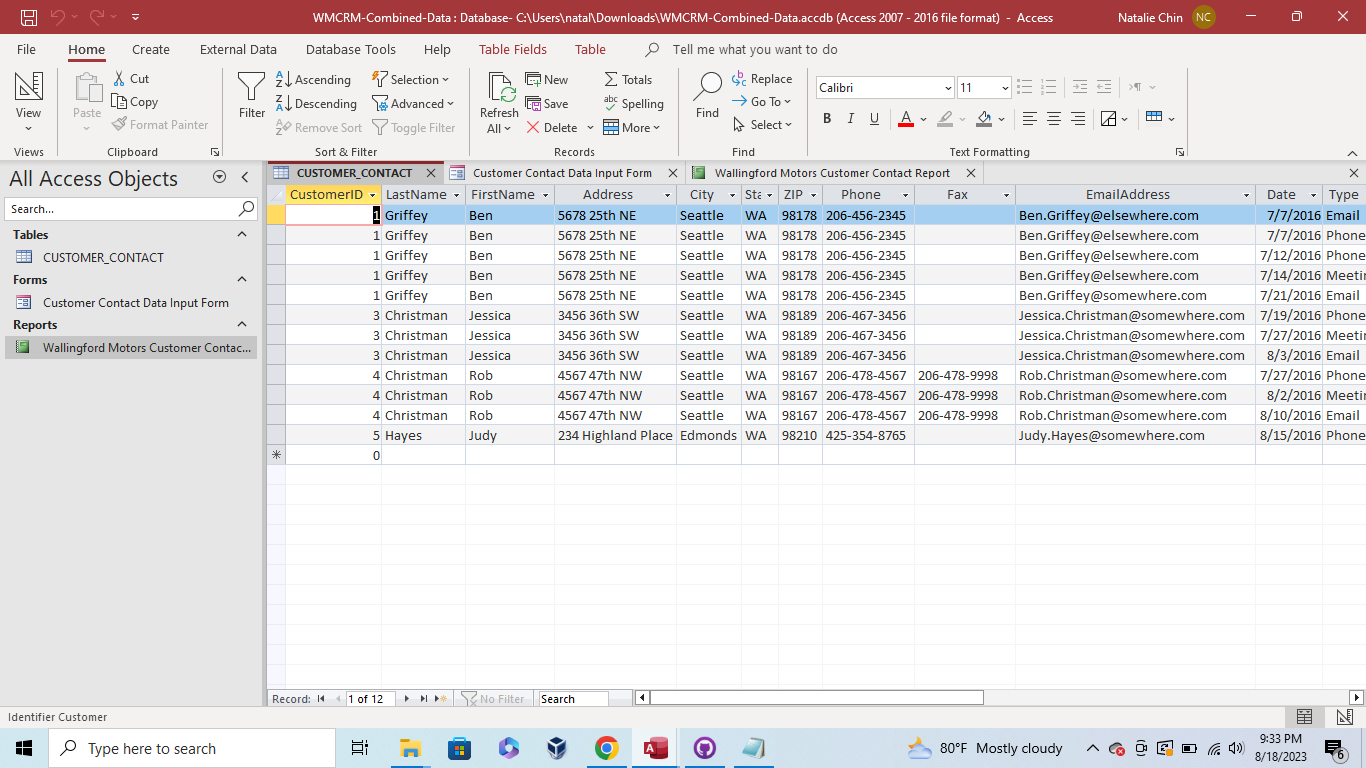 WMCRM-Combined-Data : Database- C:\Users\natal\Downloads\WMCRM-Combined-Data.accdb (Access 2007 - 2016 file format) - Access
Natalie Chin NC
File Home Create External Data Database Tools Help Table Fields Table Tell me what you want to do
View
Views
Paste
Cut
Copy
Format Painter
Clipboard
Filter
Ascending
Descending
Remove Sort
Selection
Advanced
Toggle Filter
Sort & Filter
Refresh
All
New
Save
Delete
Totals
Spelling
More
Records
Find
Replace
Go To
Select
Find
Calibri 11
B I U A
Text Formatting
All Access Objects
Search...
Tables
CUSTOMER_CONTACT
Forms
Customer Contact Data Input Form
Reports
Wallingford Motors Customer Contac...
CUSTOMER_CONTACT Customer Contact Data Input Form Wallingford Motors Customer Contact Report
CustomerID LastName FirstName Address City Sta ZIP Phone Fax EmailAddress Date Type
1 Griffey Ben 5678 25th NE Seattle WA 98178 206-456-2345 Ben.Griffey@elsewhere.com 7/7/2016 Email
1 Griffey Ben 5678 25th NE Seattle WA 98178 206-456-2345 Ben.Griffey@elsewhere.com 7/7/2016 Phone
1 Griffey Ben 5678 25th NE Seattle WA 98178 206-456-2345 Ben.Griffey@elsewhere.com 7/12/2016 Phone
1 Griffey Ben 5678 25th NE Seattle WA 98178 206-456-2345 Ben.Griffey@elsewhere.com 7/14/2016 Meetin
1 Griffey Ben 5678 25th NE Seattle WA 98178 206-456-2345 Ben.Griffey@somewhere.com 7/21/2016 Email
3 Christman Jessica 3456 36th SW Seattle WA 98189 206-467-3456 Jessica.Christman@somewhere.com 7/19/2016 Phone
3 Christman Jessica 3456 36th SW Seattle WA 98189 206-467-3456 Jessica.Christman@somewhere.com 7/27/2016 Meetin
3 Christman Jessica 3456 36th SW Seattle WA 98189 206-467-3456 Jessica.Christman@somewhere.com 8/3/2016 Email
4 Christman Rob 4567 47th NW Seattle WA 98167 206-478-4567 206-478-9998 Rob.Christman@somewhere.com 7/27/2016 Phone
4 Christman Rob 4567 47th NW Seattle WA 98167 206-478-4567 206-478-9998 Rob.Christman@somewhere.com 8/2/2016 Meetin
4 Christman Rob 4567 47th NW Seattle WA 98167 206-478-4567 206-478-9998 Rob.Christman@somewhere.com 8/10/2016 Email
5 Hayes Judy 234 Highland Place Edmonds WA 98210 425-354-8765 Judy.Hayes@somewhere.com 8/15/2016 Phone
0
Record: 1 of 12 No Filter Search
Identifier Customer
Type here to search
80°F Mostly cloudy
9:33 PM
8/18/2023
6